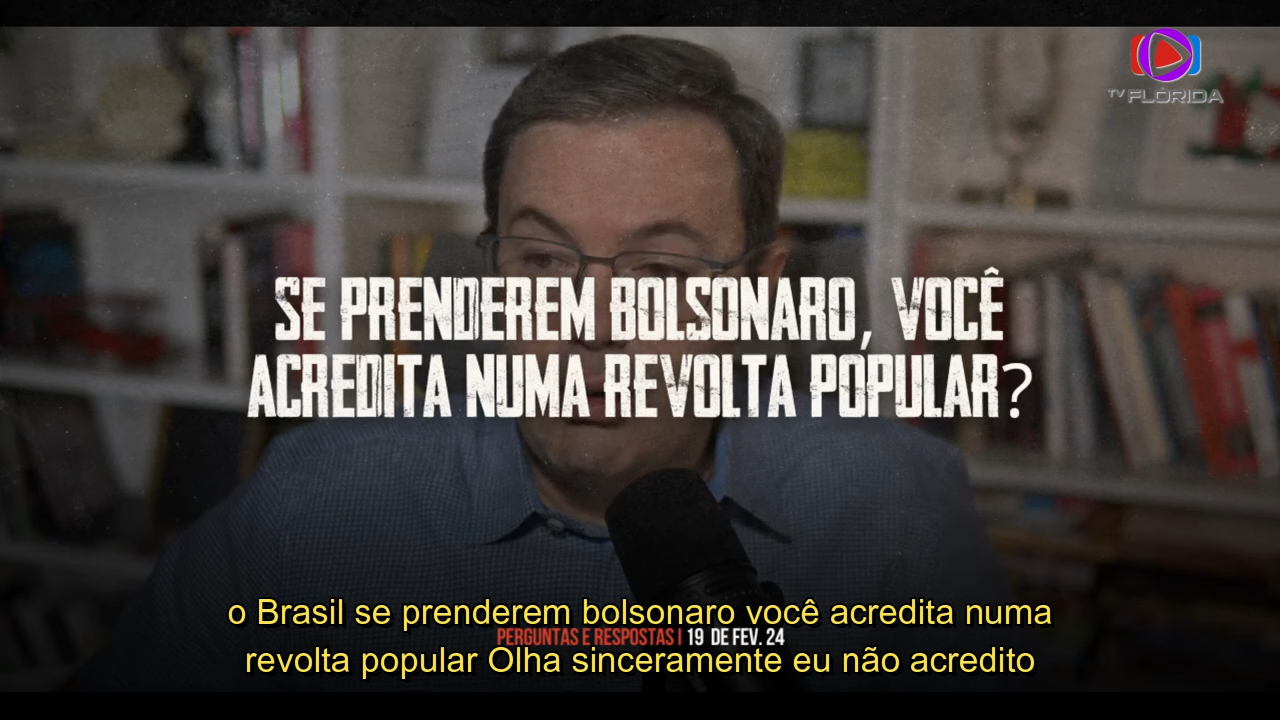 TV FLÓRIDA
SE PRENDEREM BOLSONARO, VOCÊ
ACREDITA NUMA REVOLTA POPULAR?
o Brasil se prenderem bolsonaro você acredita numa
PERGUNTAS E RESPOSTAS | 19 DE FEV. 24
revolta popular Olha sinceramente eu não acredito